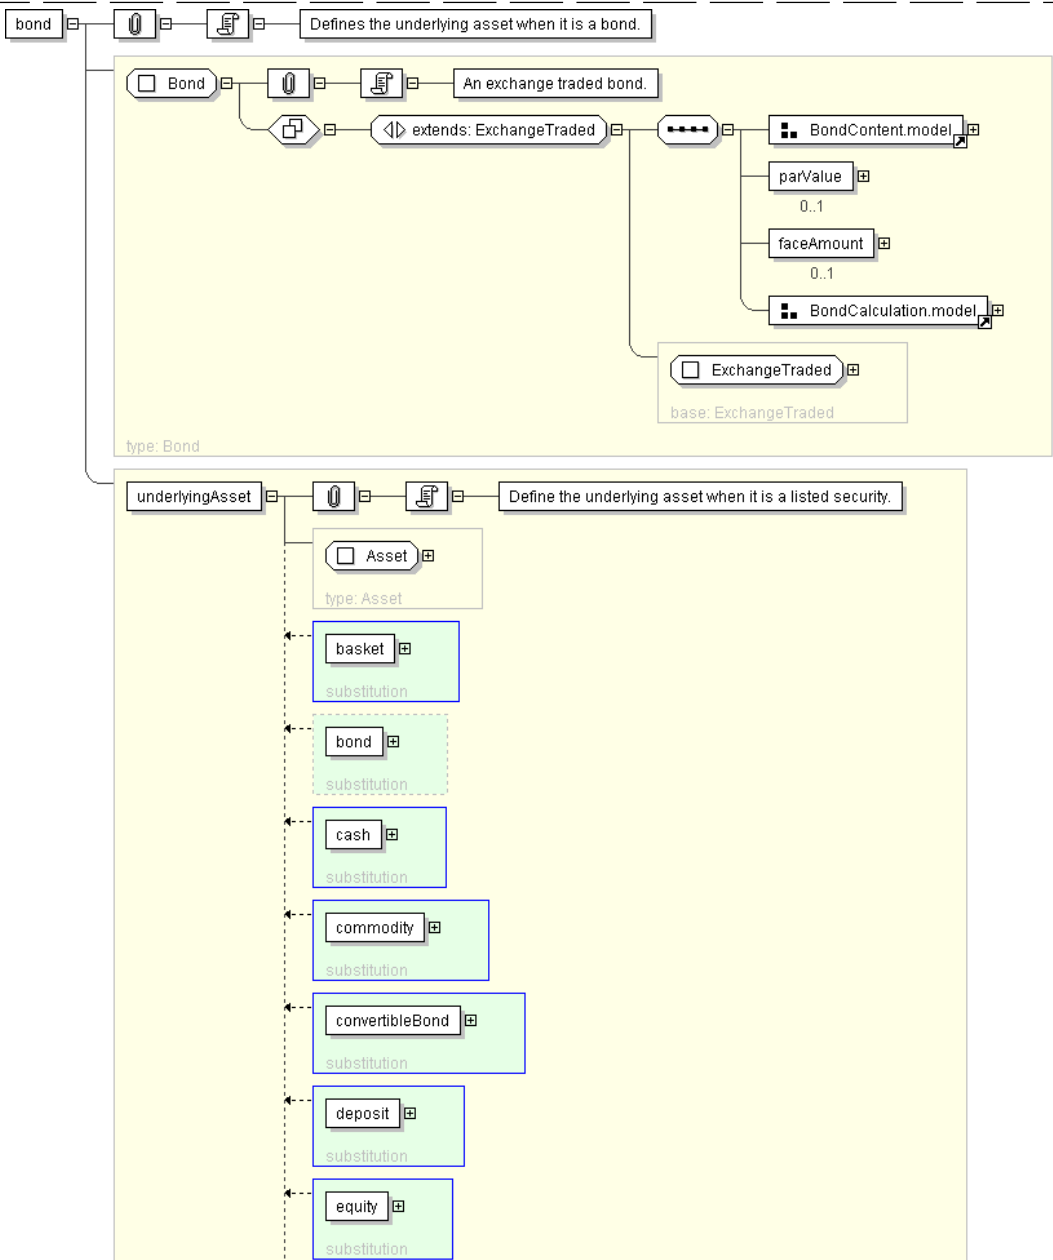 bond Defines the underlying asset when it is a bond.
Bond An exchange traded bond.
extends: ExchangeTraded BondContent.model
parValue
0..1
faceAmount
0..1
BondCalculation.model
ExchangeTraded
base: ExchangeTraded
type: Bond
underlyingAsset Define the underlying asset when it is a listed security.
Asset
type: Asset
basket
substitution
bond
substitution
cash
substitution
commodity
substitution
convertibleBond
substitution
deposit
substitution
equity
substitution